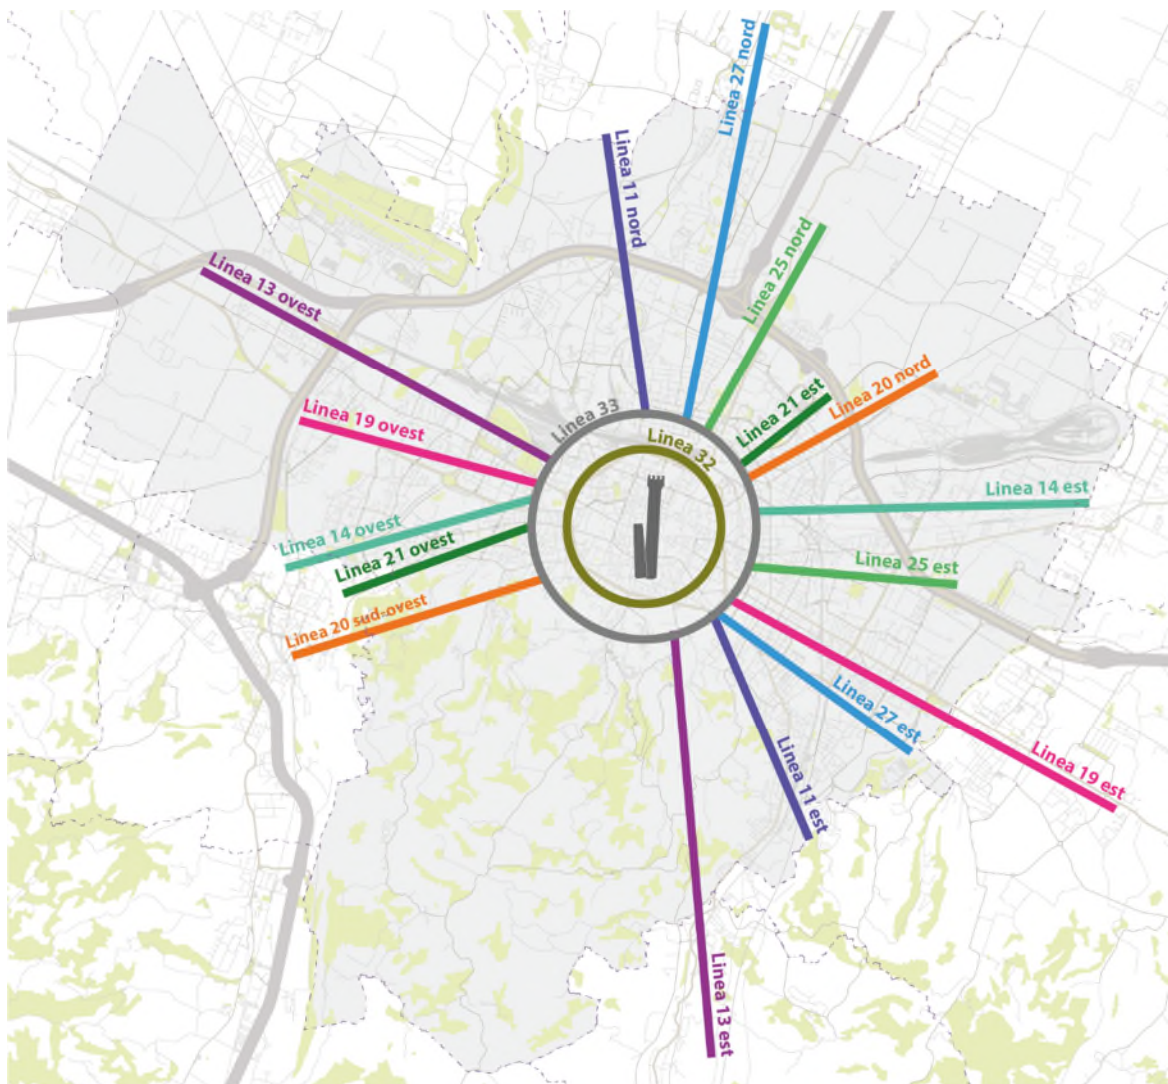 Linea 27 nord
Linea 11 nord
Linea 25 nord
Linea 13 ovest
Linea 20 nord
Linea 21 est
Linea 33
Linea 19 ovest
Linea 32
Linea 14 est
Linea 14 ovest
Linea 21 ovest
Linea 25 est
Linea 20 sud-ovest
Linea 27 est
Linea 19 est
Linea 11 est
Linea 13 est